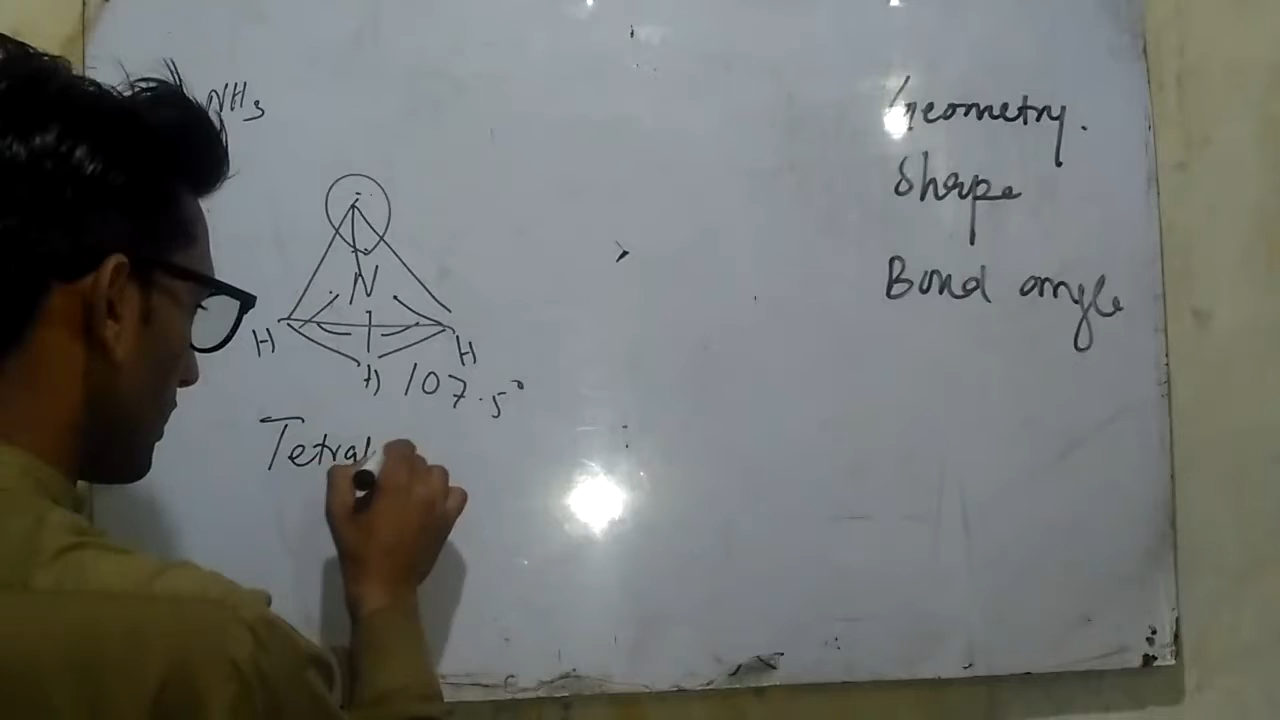 NH3
Geometry.
Shape
Bond angle
N
H
H
H 107.5°
Tetrah